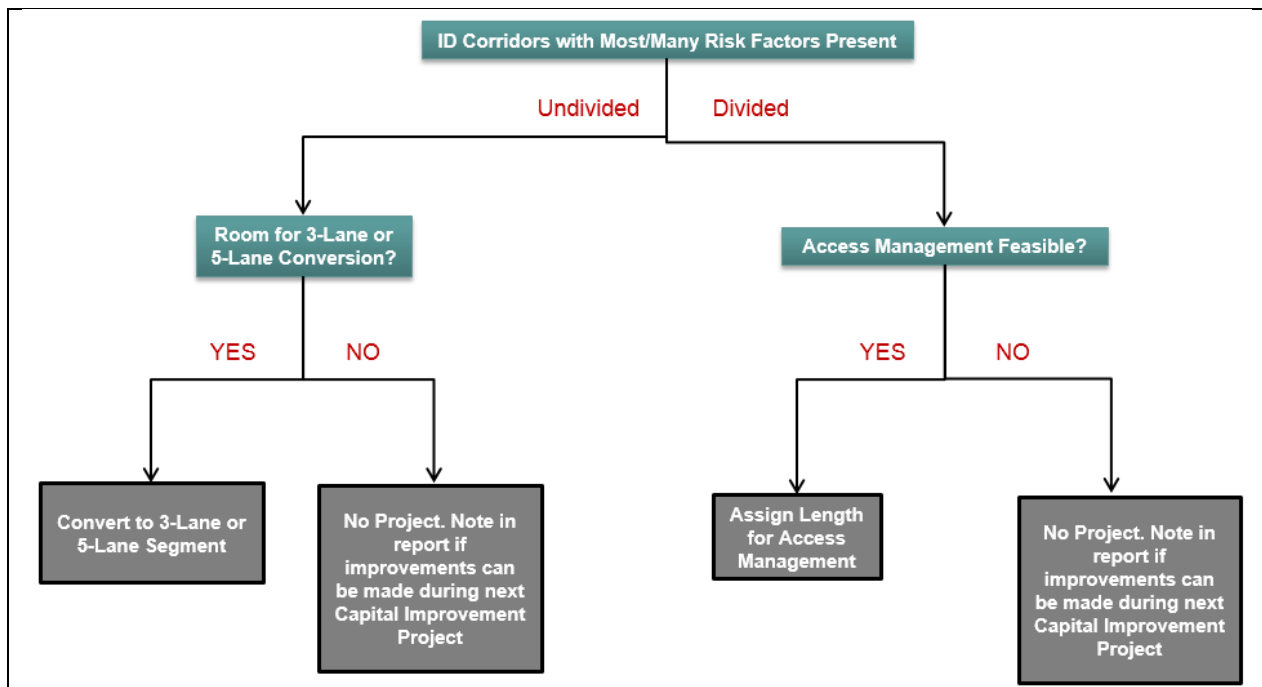 ID Corridors with Most/Many Risk Factors Present
Undivided
Divided
Room for 3-Lane or
5-Lane Conversion?
Access Management Feasible?
YES
NO
YES
NO
Convert to 3-Lane or
5-Lane Segment
No Project. Note in
report if
improvements can
be made during next
Capital Improvement
Project
Assign Length
for Access
Management
No Project. Note in
report if
improvements can
be made during next
Capital Improvement
Project